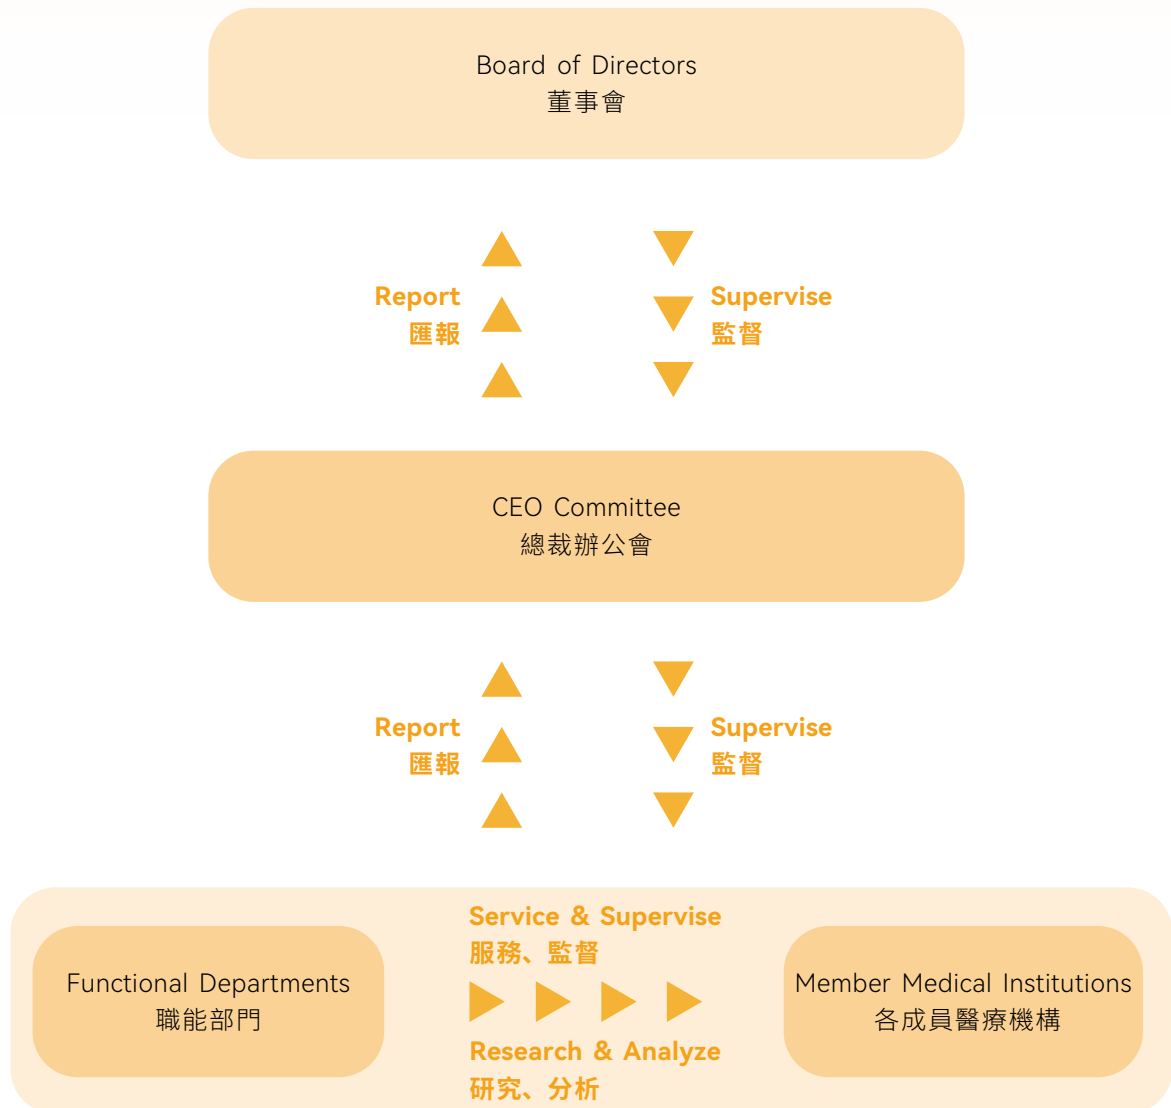 Board of Directors
董事會
Report
匯報
Supervise
監督
CEO Committee
總裁辦公會
Report
匯報
Supervise
監督
Functional Departments
職能部門
Service & Supervise
服務、監督
Research & Analyze
研究、分析
Member Medical Institutions
各成員醫療機構